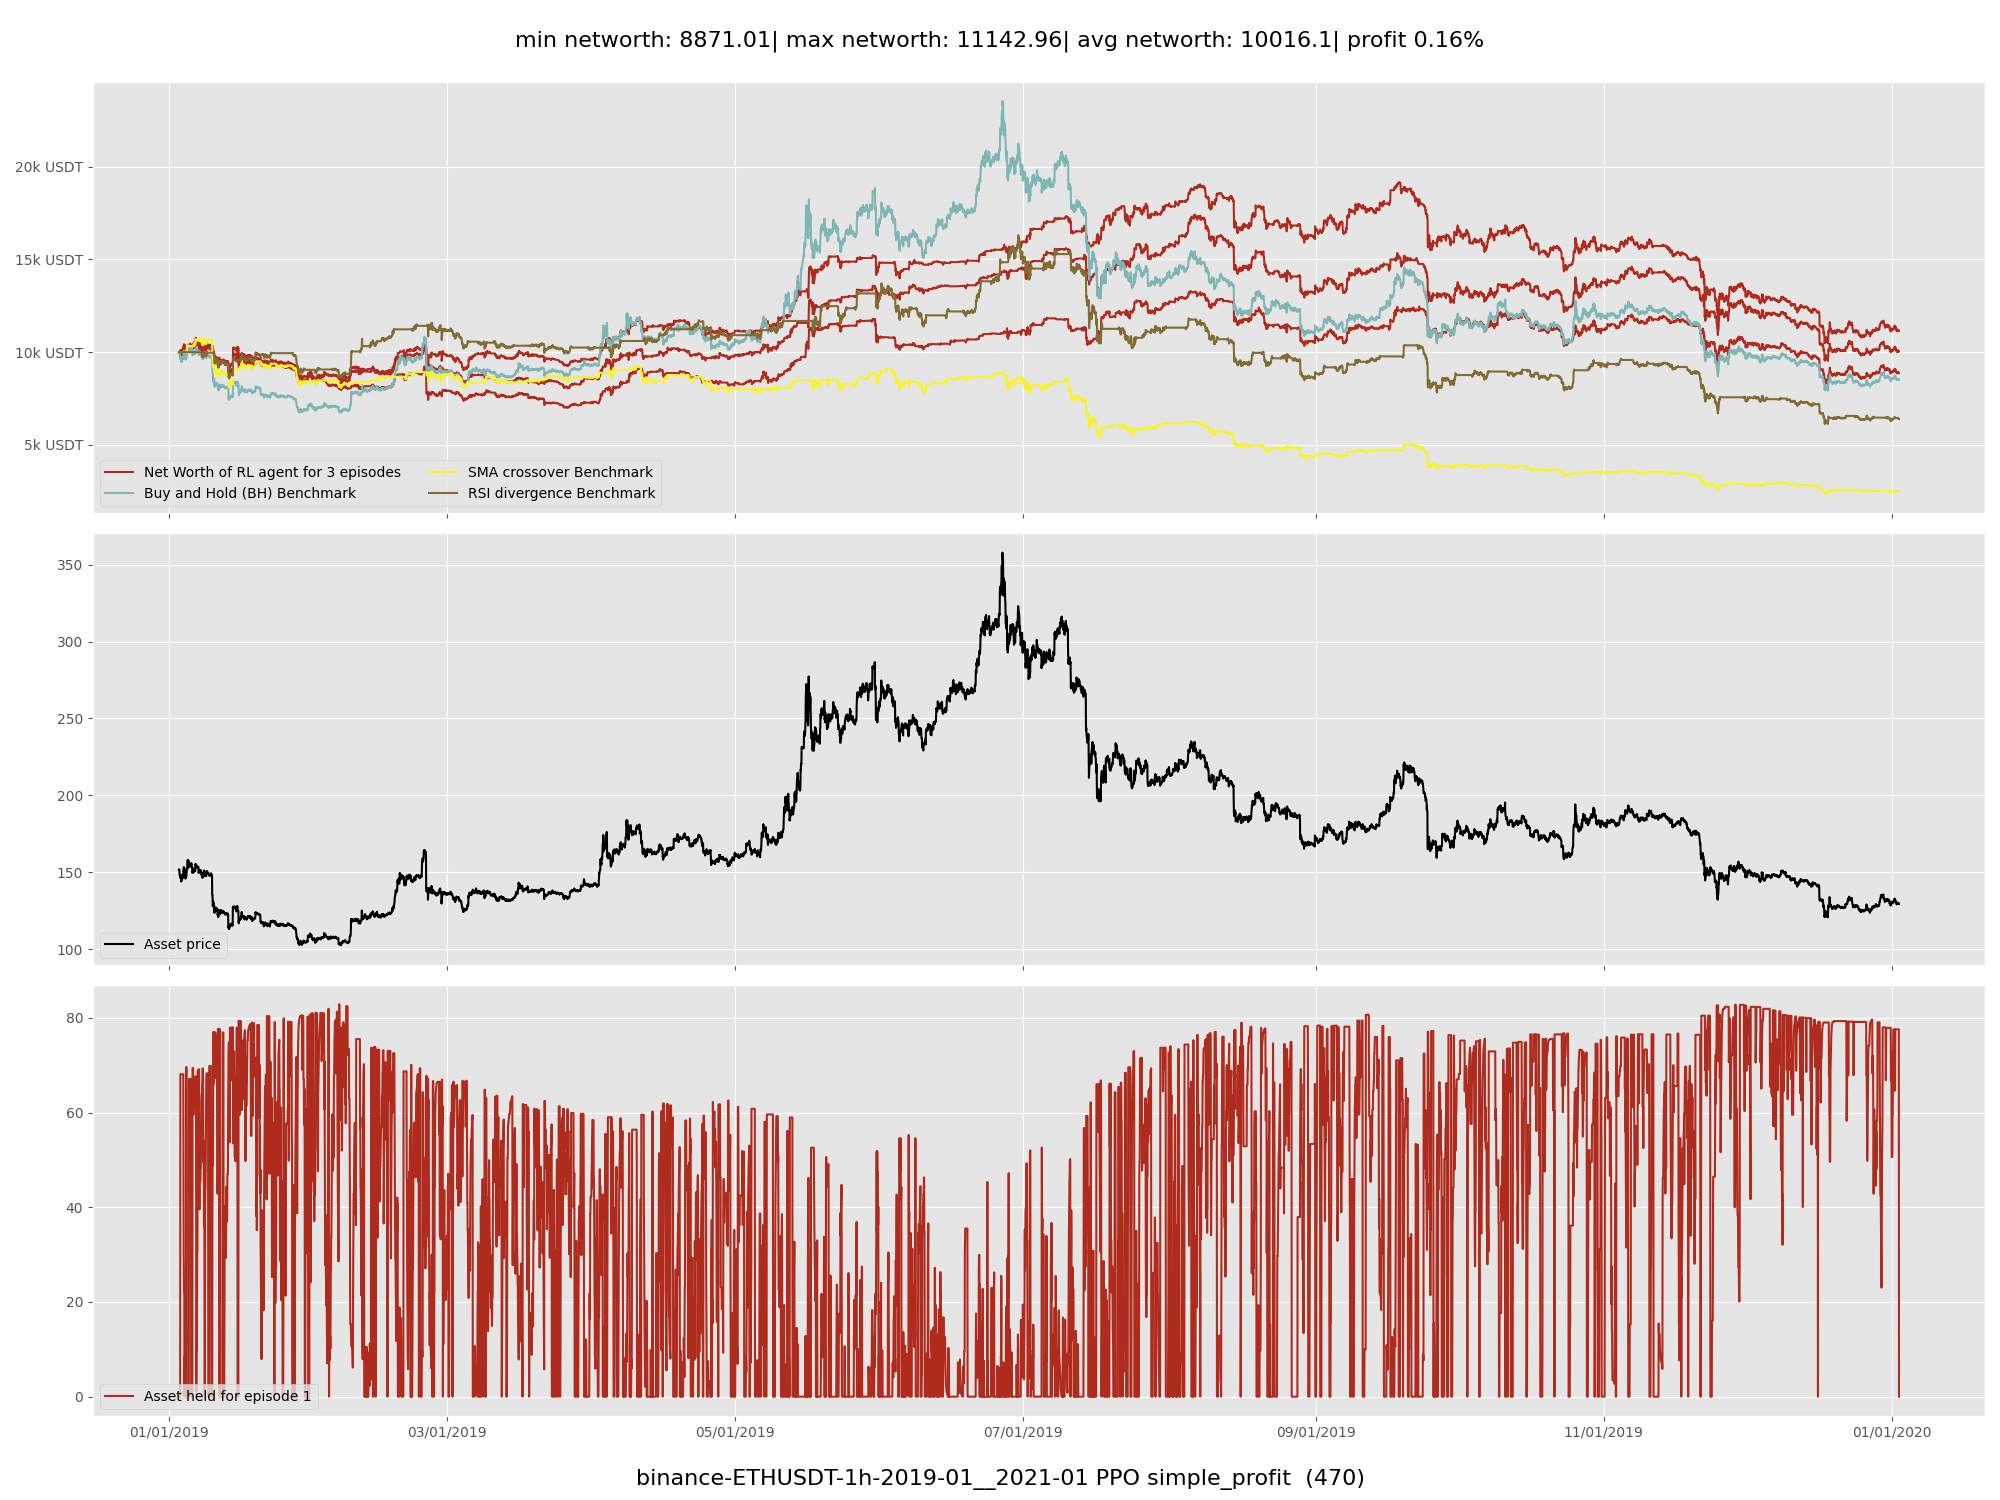 min networth: 8871.01| max networth: 11142.96| avg networth: 10016.1| profit 0.16%
20k USDT
15k USDT
10k USDT
5k USDT
Net Worth of RL agent for 3 episodes
Buy and Hold (BH) Benchmark
SMA crossover Benchmark
RSI divergence Benchmark
350
300
250
200
150
100
Asset price
80
60
40
20
0
Asset held for episode 1
01/01/2019 03/01/2019 05/01/2019 07/01/2019 09/01/2019 11/01/2019 01/01/2020
binance-ETHUSDT-1h-2019-01__2021-01 PPO simple_profit (470)